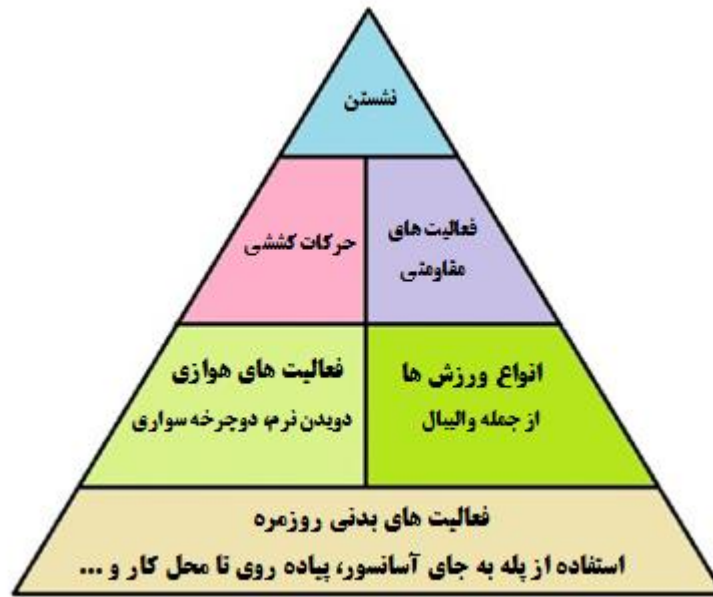 نشستن
فعالیت های
مقاومتی
حرکات کششی
انواع ورزش ها
از جمله والیبال
فعالیت های هوازی
دویدن نرم، دوچرخه سواری
فعالیت های بدنی روزمره
استفاده از پله به جای آسانسور، پیاده روی تا محل کار و ...